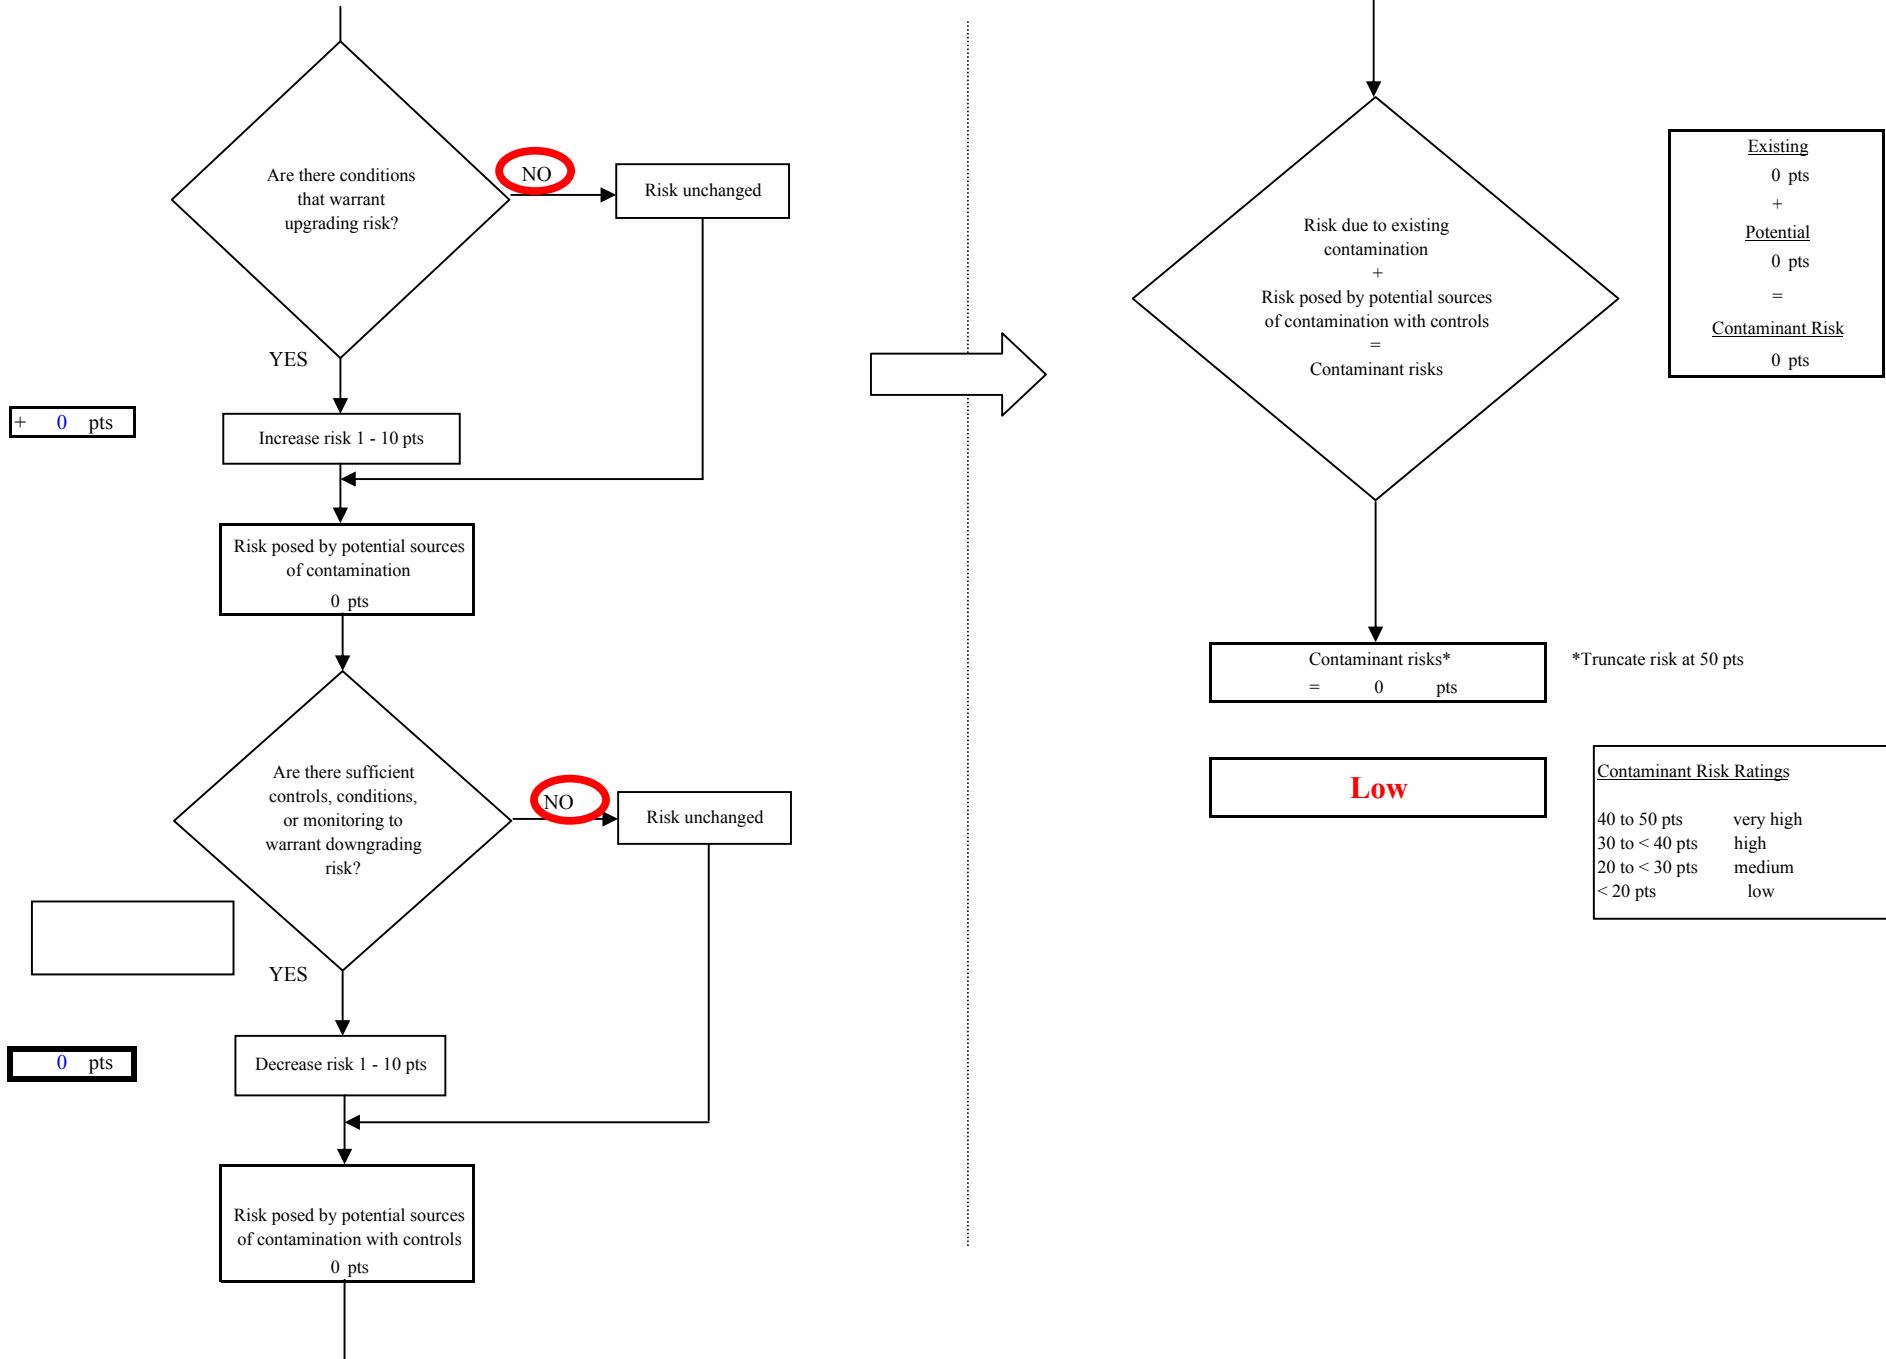 Are there conditions
that warrant
upgrading risk?
NO
Risk unchanged
YES
+ 0 pts
Increase risk 1 - 10 pts
Risk posed by potential sources
of contamination
0 pts
Are there sufficient
controls, conditions,
or monitoring to
warrant downgrading
risk?
NO
Risk unchanged
YES
0 pts
Decrease risk 1 - 10 pts
Risk posed by potential sources
of contamination with controls
0 pts
Risk due to existing
contamination
+
Risk posed by potential sources
of contamination with controls
=
Contaminant risks
Existing
0 pts
+
Potential
0 pts
=
Contaminant Risk
0 pts
Contaminant risks*
= 0 pts
*Truncate risk at 50 pts
Low
Contaminant Risk Ratings
40 to 50 pts very high
30 to < 40 pts high
20 to < 30 pts medium
< 20 pts low